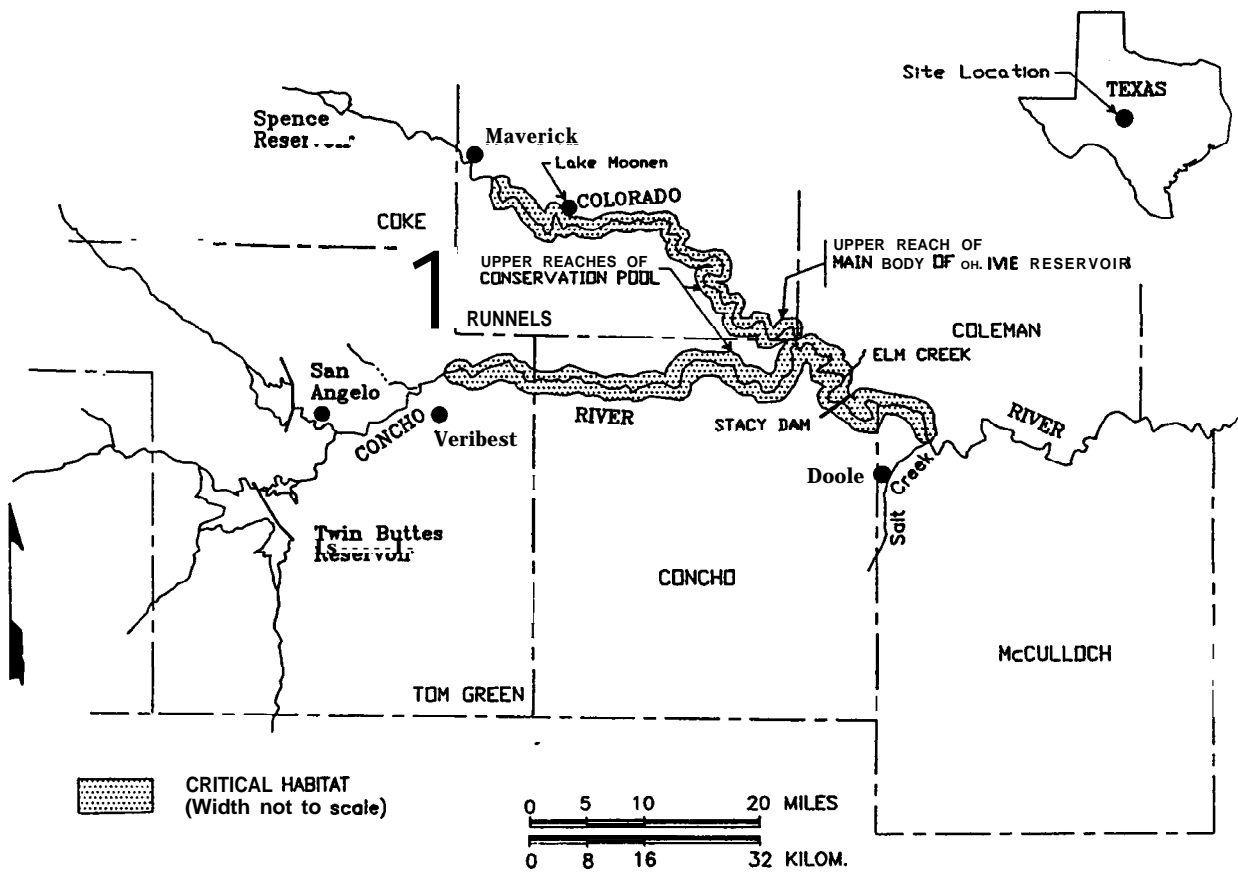 Site Location
TEXAS
Spence
Maverick
Lake Moonen
COLORADO
COKE
1
UPPER REACHES OF
CONSERVATION POOL
UPPER REACH OF
MAIN BODY OF OH. IVIE RESERVOIR
RUNNELS
COLEMAN
ELM CREEK
San
Angelo
CONCHO
RIVER
Veribest
STACY DAM
RIVER
Doole
Salt Creek
Twin Buttes
Reservoir
CONCHO
McCULLOCH
TOM GREEN
CRITICAL HABITAT
(Width not to scale)
0 5 10 20 MILES
0 8 16 32 KILOM.